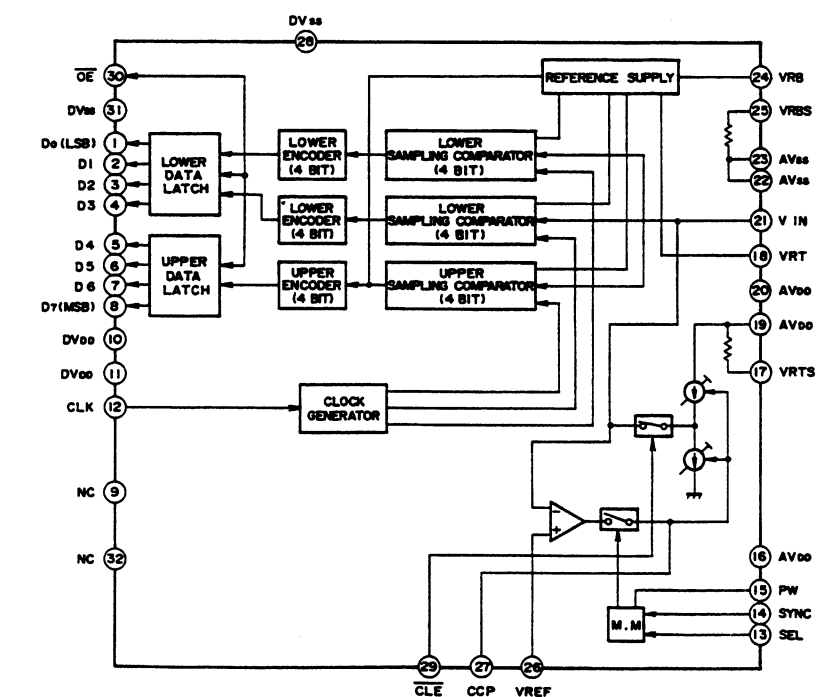 DVss
28
OE 30
DVss 31
D0 (LSB) 1
D1 2
D2 3
D3 4
D4 5
D5 6
D6 7
D7(MSB) 8
DVDD 10
DVDD 11
CLK 12
NC 9
NC 32
LOWER
DATA
LATCH
UPPER
DATA
LATCH
LOWER
ENCODER
(4 BIT)
LOWER
ENCODER
(4 BIT)
UPPER
ENCODER
(4 BIT)
REFERENCE SUPPLY
LOWER
SAMPLING COMPARATOR
(4 BIT)
LOWER
SAMPLING COMPARATOR
(4 BIT)
UPPER
SAMPLING COMPARATOR
(4 BIT)
CLOCK
GENERATOR
-
+
M.M
24 VRB
25 VRBS
23 AVss
22 AVss
21 V IN
18 VRT
20 AVDD
19 AVDD
17 VRTS
16 AVDD
15 PW
14 SYNC
13 SEL
29 27 26
CLE CCP VREF